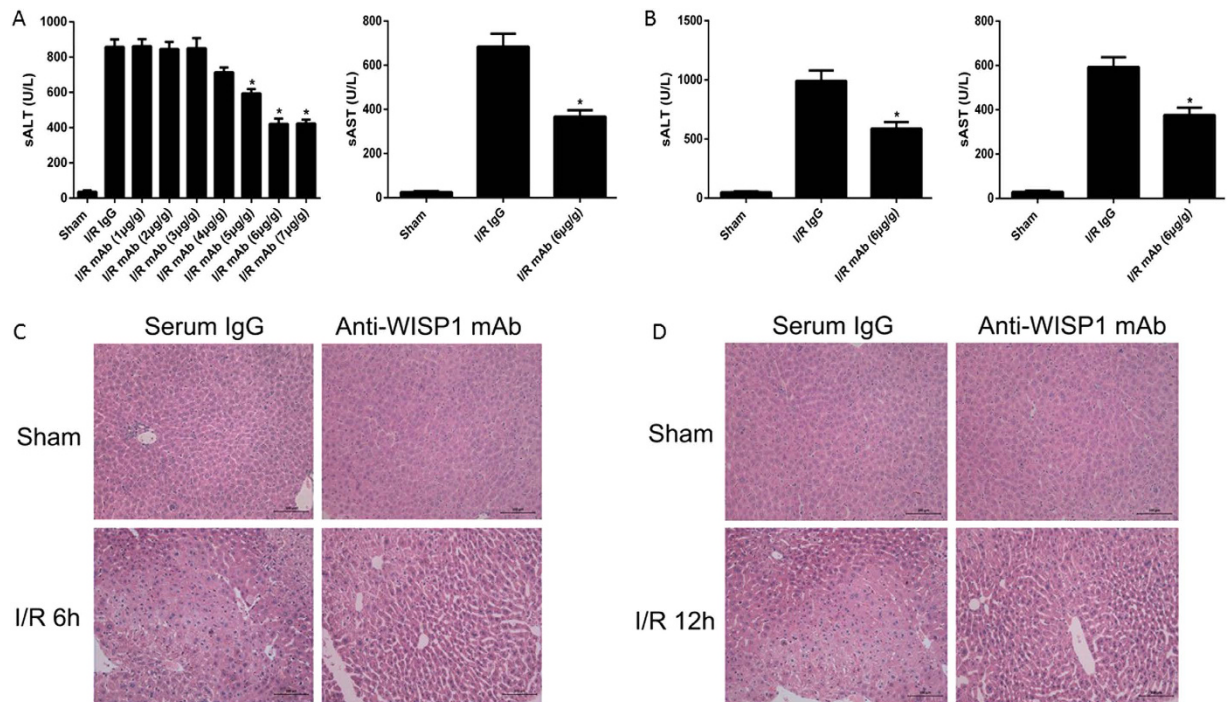 A
sALT (U/L)
1000
800
600
400
200
0
*
*
*
Sham
I/R IgG
I/R mAb (1µg/g)
I/R mAb (2µg/g)
I/R mAb (3µg/g)
I/R mAb (4µg/g)
I/R mAb (5µg/g)
I/R mAb (6µg/g)
I/R mAb (7µg/g)
sAST (U/L)
800
600
400
200
0
*
Sham
I/R IgG
I/R mAb (6µg/g)
B
sALT (U/L)
1500
1000
500
0
*
Sham
I/R IgG
I/R mAb (6µg/g)
sAST (U/L)
800
600
400
200
0
*
Sham
I/R IgG
I/R mAb (6µg/g)
C
Serum IgG
Anti-WISP1 mAb
Sham
I/R 6h
D
Serum IgG
Anti-WISP1 mAb
Sham
I/R 12h